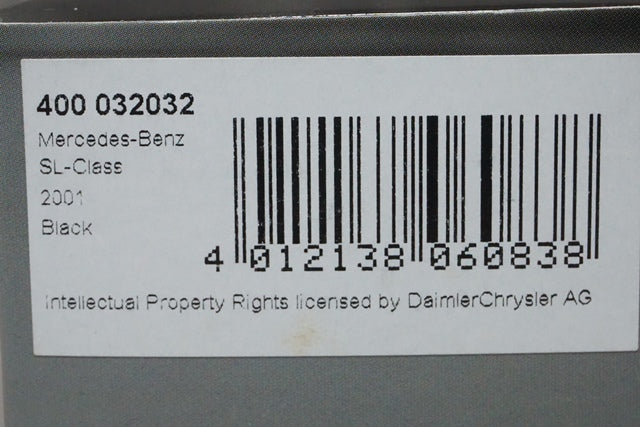 400 032032
Mercedes-Benz
SL-Class
2001
Black
4 012138 060838
Intellectual Property Rights licensed by DaimlerChrysler AG